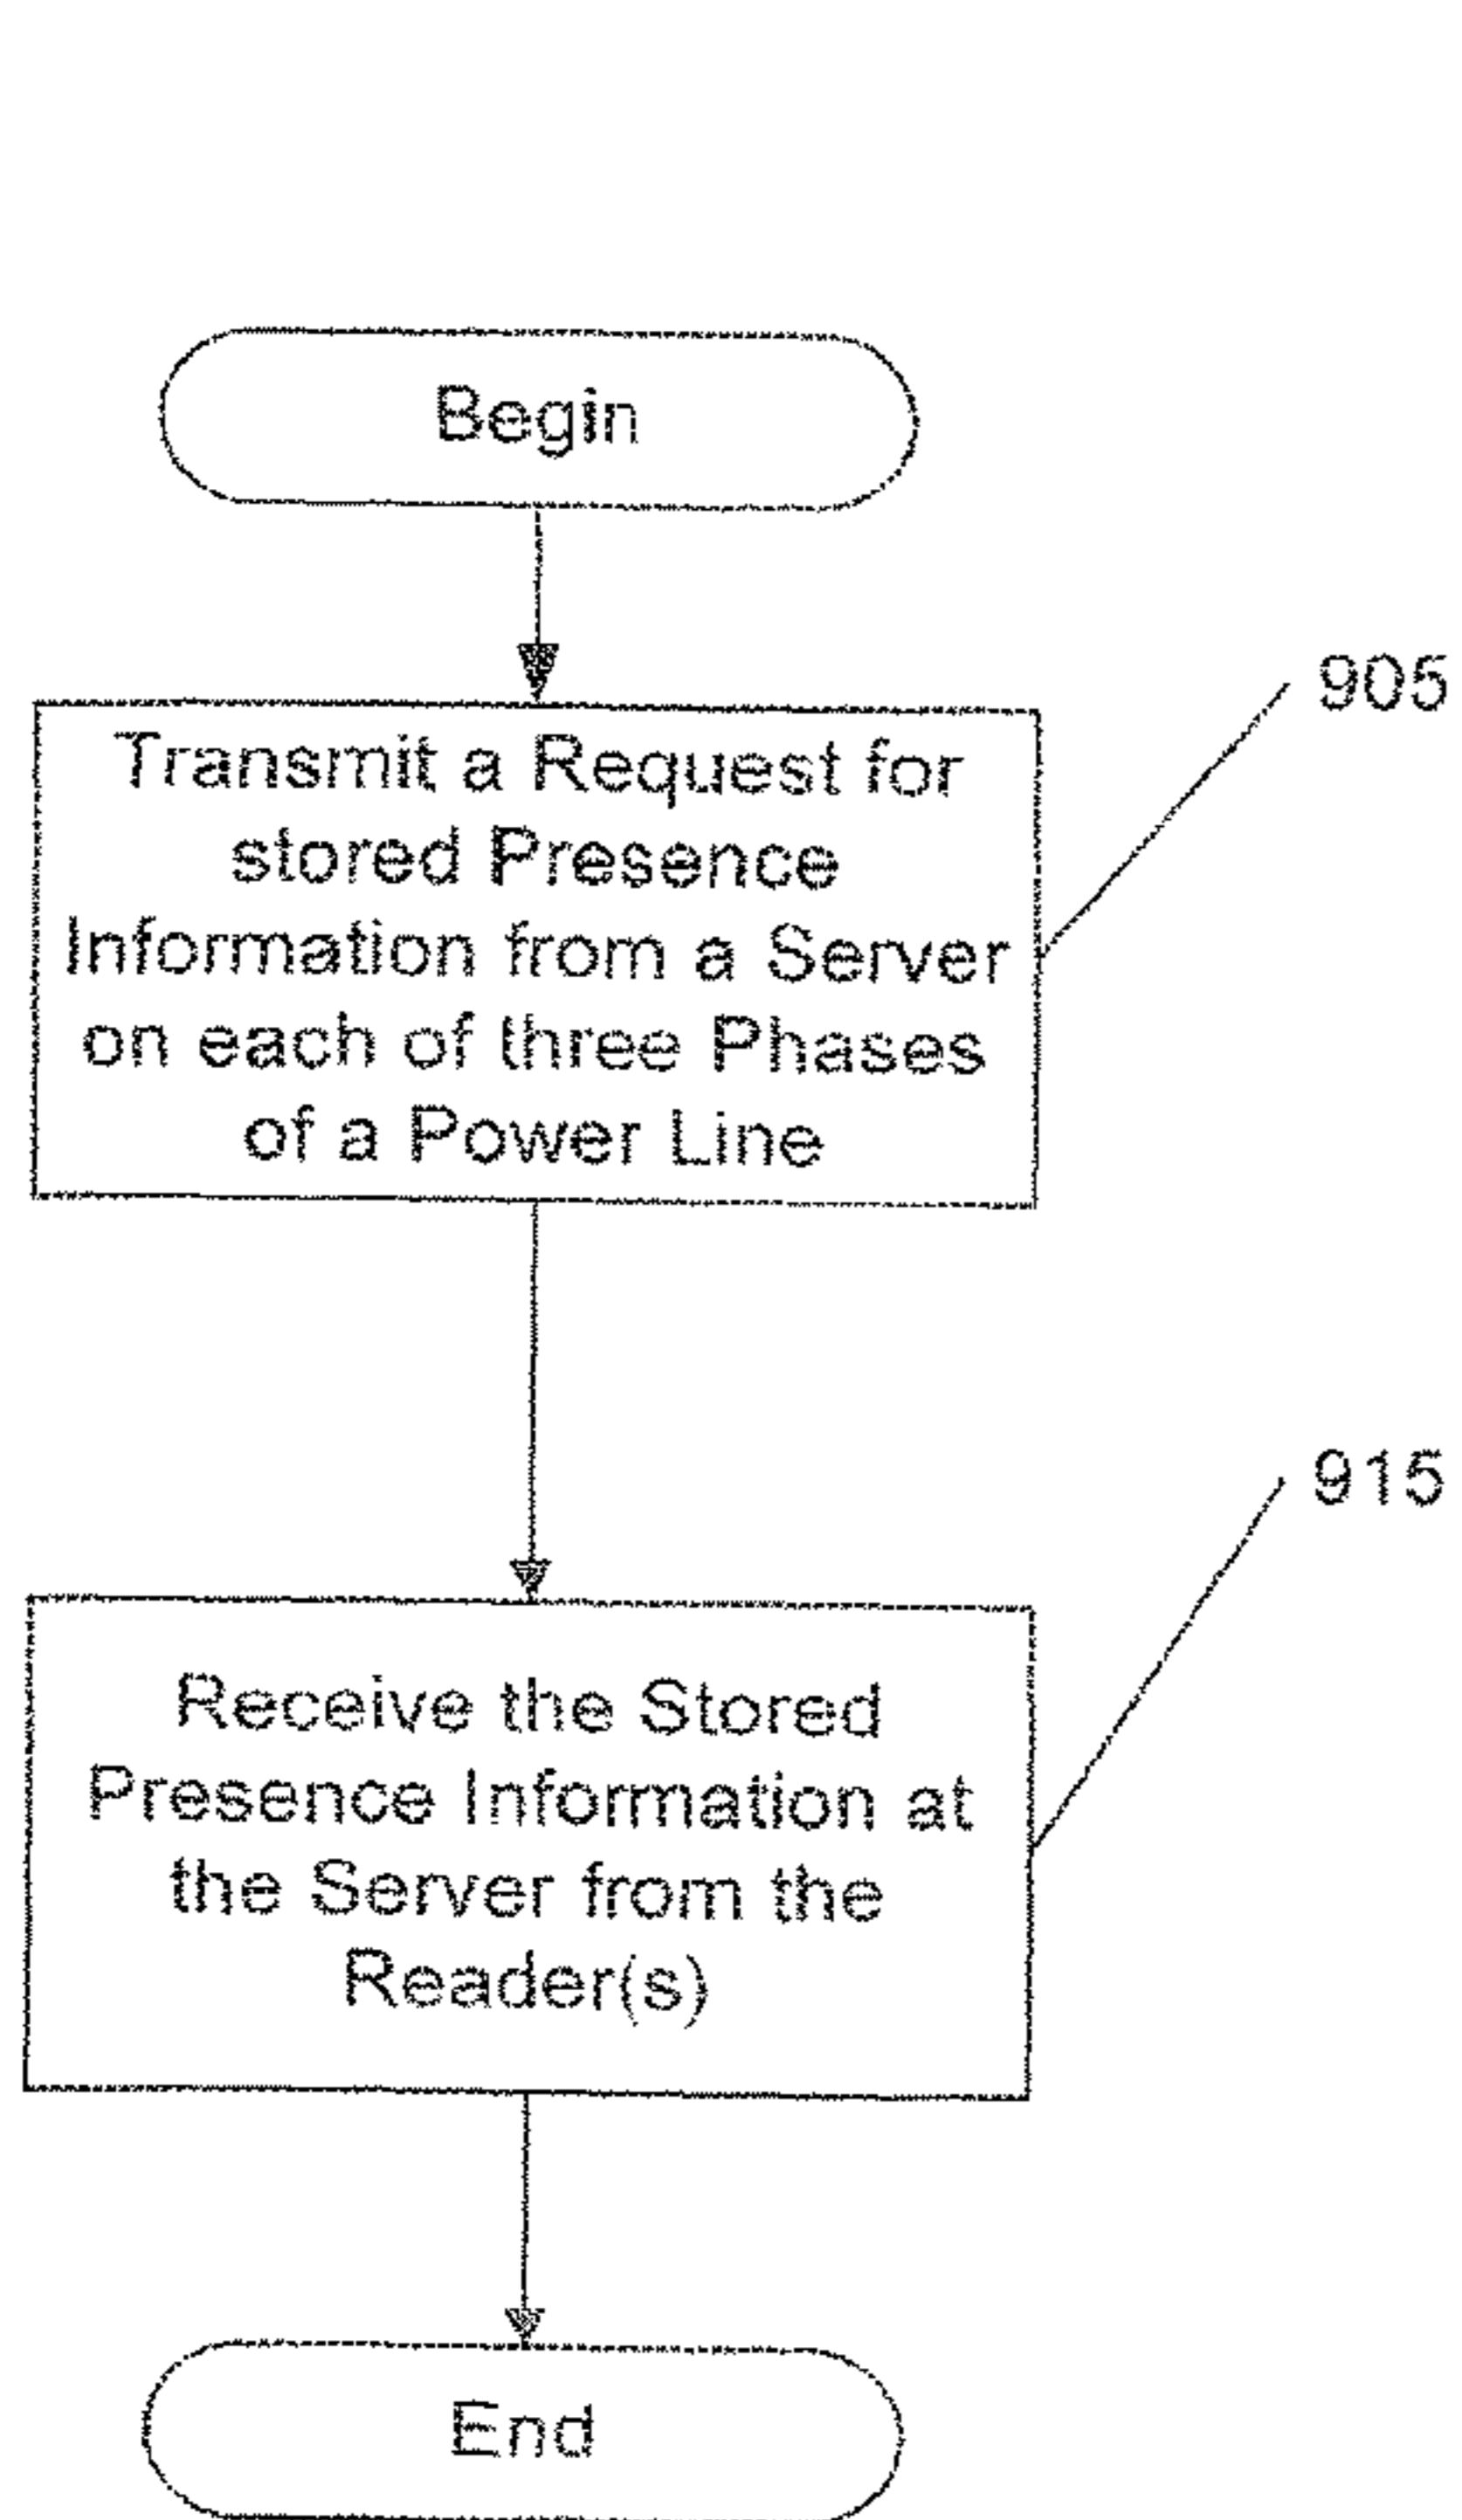 Begin
905
Transmit a Request for
stored Presence
Information from a Server
on each of three Phases
of a Power Line
915
Receive the Stored
Presence Information at
the Server from the
Reader(s)
End